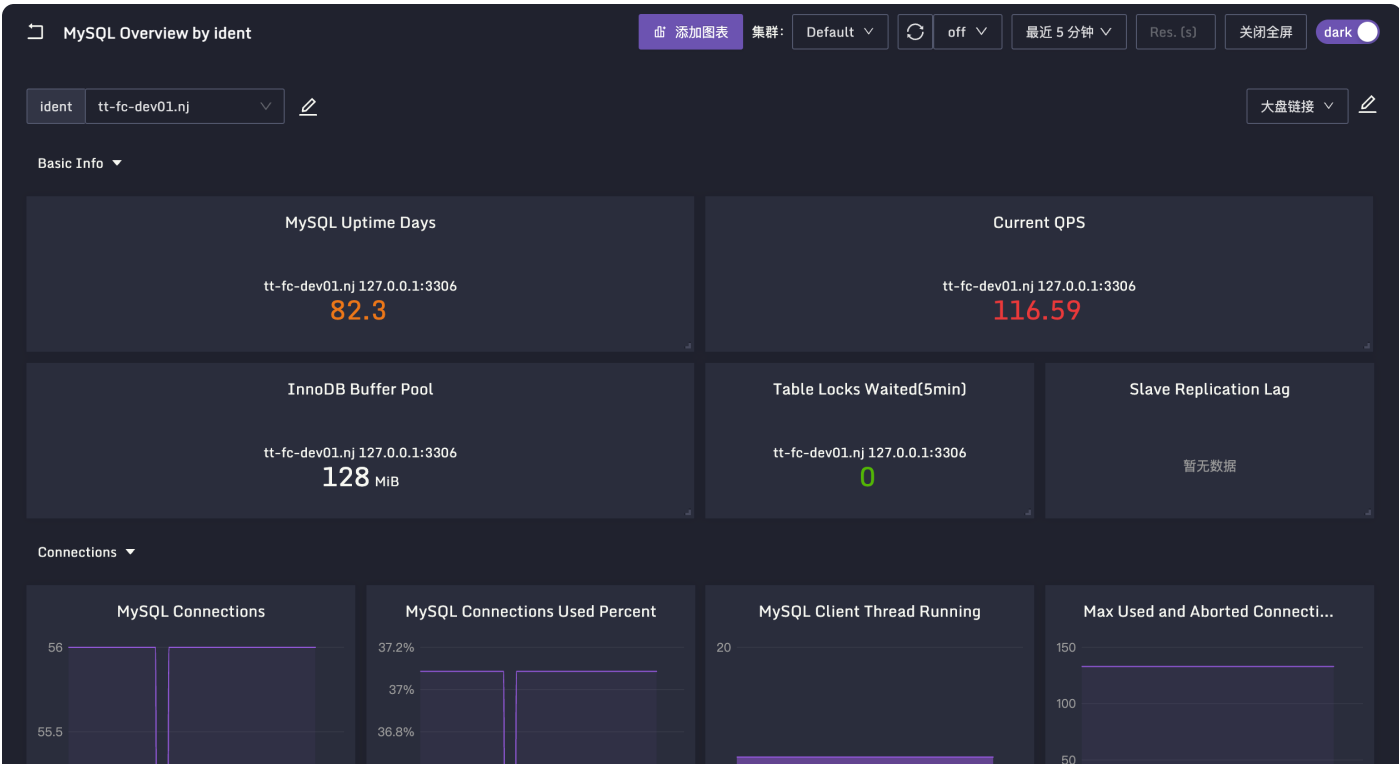 MySQL Overview by ident
添加图表 集群: Default off 最近 5 分钟 Res. (s) 关闭全屏 dark
ident tt-fc-dev01.nj 大盘链接
Basic Info
MySQL Uptime Days
tt-fc-dev01.nj 127.0.0.1:3306
82.3
Current QPS
tt-fc-dev01.nj 127.0.0.1:3306
116.59
InnoDB Buffer Pool
tt-fc-dev01.nj 127.0.0.1:3306
128 MiB
Table Locks Waited(5min)
tt-fc-dev01.nj 127.0.0.1:3306
0
Slave Replication Lag
暂无数据
Connections
MySQL Connections
56
55.5
MySQL Connections Used Percent
37.2%
37%
36.8%
MySQL Client Thread Running
20
Max Used and Aborted Connecti...
150
100
50